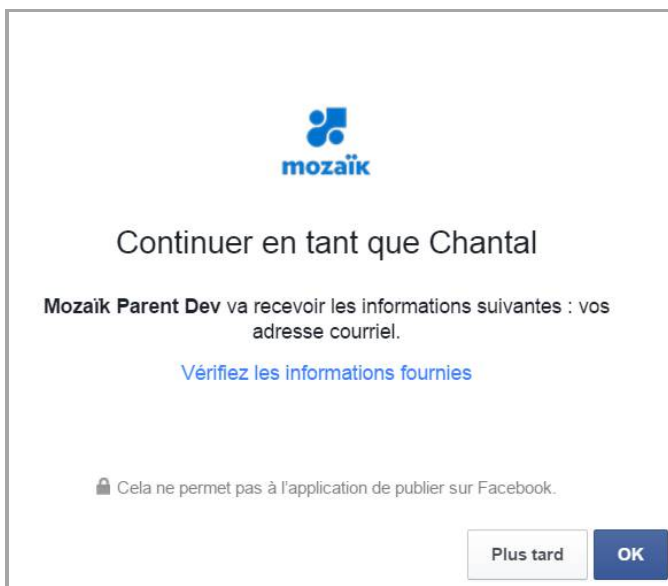 mozaïk
Continuer en tant que Chantal
Mozaïk Parent Dev va recevoir les informations suivantes : vos
adresse courriel.
Vérifiez les informations fournies
Cela ne permet pas à l'application de publier sur Facebook.
Plus tard
OK